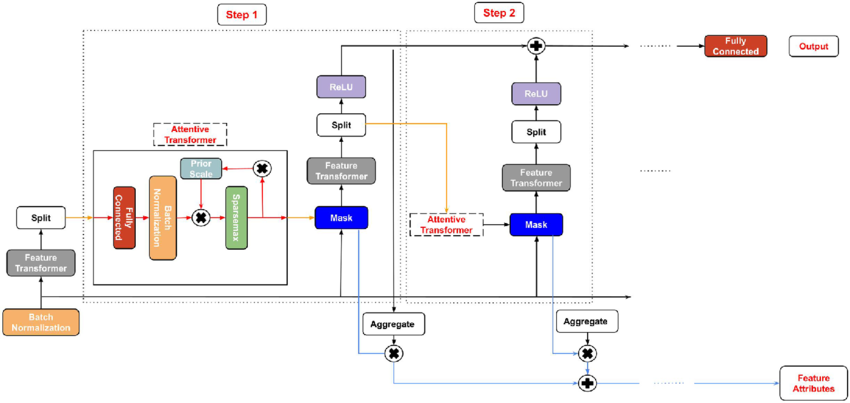 Step 1
Step 2
Fully
Connected
Output
ReLU
ReLU
Attentive
Transformer
Split
Split
Prior
Scale
Feature
Transformer
Feature
Transformer
Fully
Connected
Batch
Normalization
Sparsemax
Split
Mask
Attentive
Transformer
Mask
Feature
Transformer
Batch
Normalization
Aggregate
Aggregate
Feature
Attributes